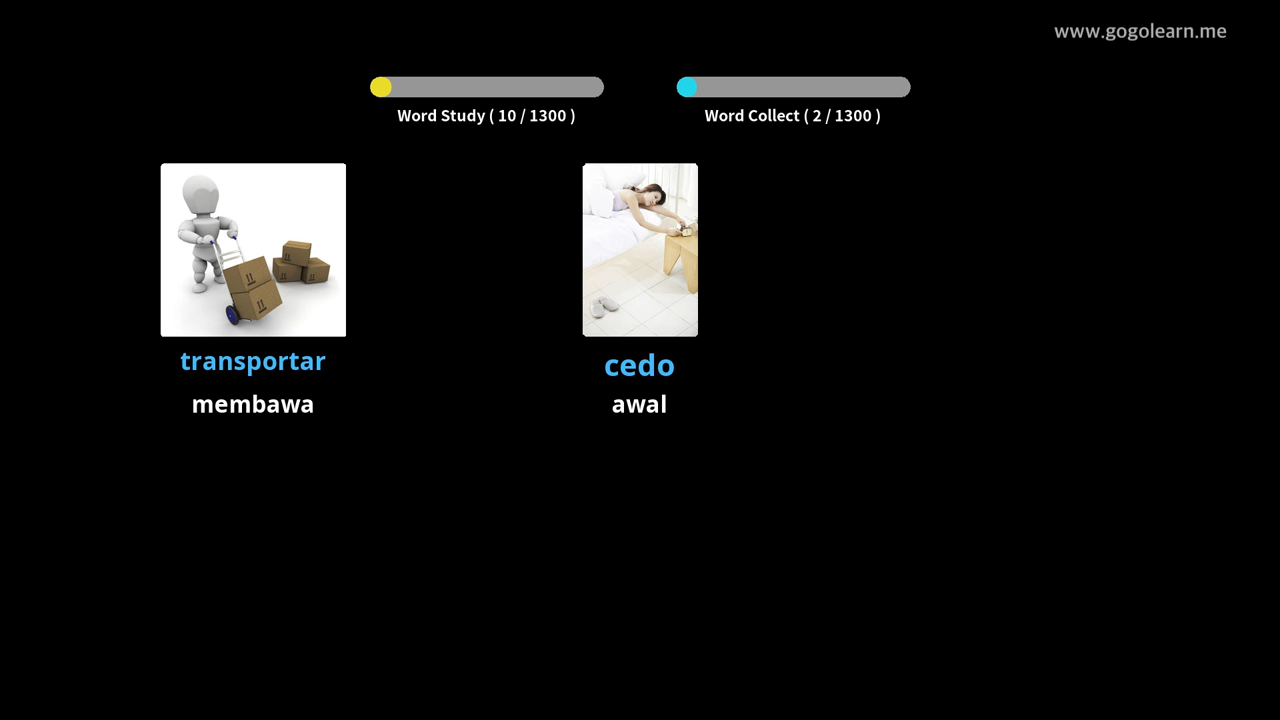 www.gogolearn.me
Word Study ( 10 / 1300 )
Word Collect ( 2 / 1300 )
transportar
membawa
cedo
awal